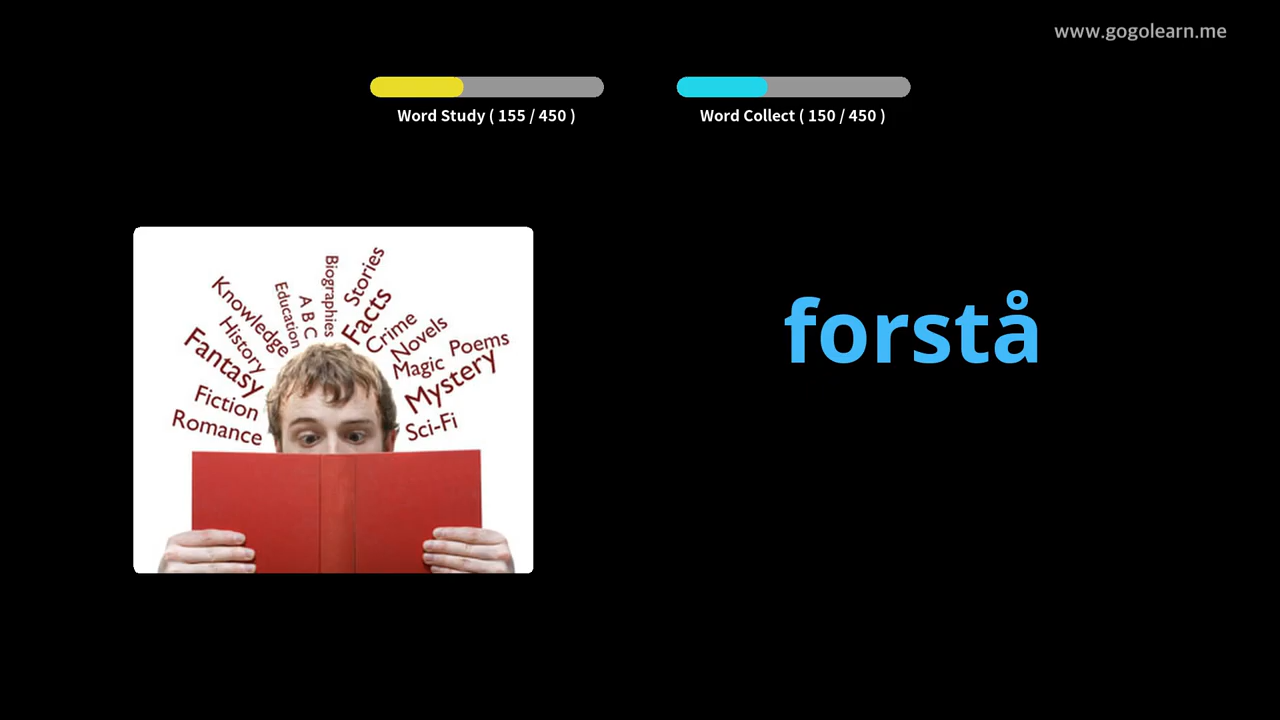 www.gogolearn.me
Word Study ( 155 / 450 )
Word Collect ( 150 / 450 )
forstå
Romance
Fiction
Fantasy
History
Knowledge
Education
A B C
Biographies
Stories
Facts
Crime
Novels
Magic
Poems
Mystery
Sci-Fi